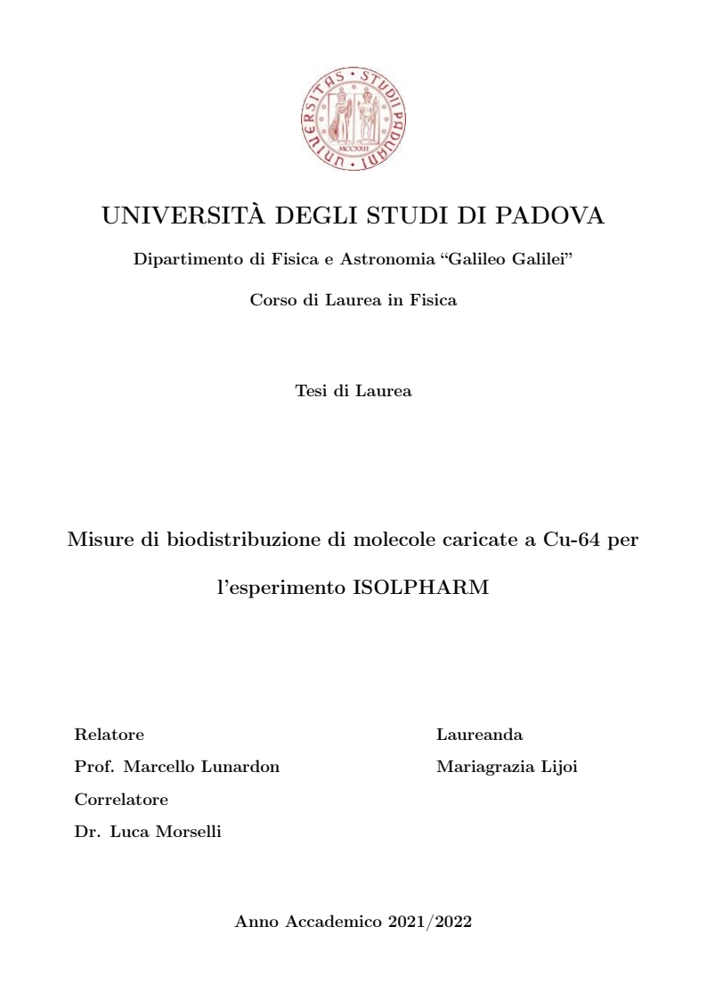 UNIVERSITAS STUDII PADUANI
MCCXXII
UNIVERSITÀ DEGLI STUDI DI PADOVA
Dipartimento di Fisica e Astronomia “Galileo Galilei”
Corso di Laurea in Fisica
Tesi di Laurea
Misure di biodistribuzione di molecole caricate a Cu-64 per
l’esperimento ISOLPHARM
Relatore
Prof. Marcello Lunardon
Correlatore
Dr. Luca Morselli
Laureanda
Mariagrazia Lijoi
Anno Accademico 2021/2022